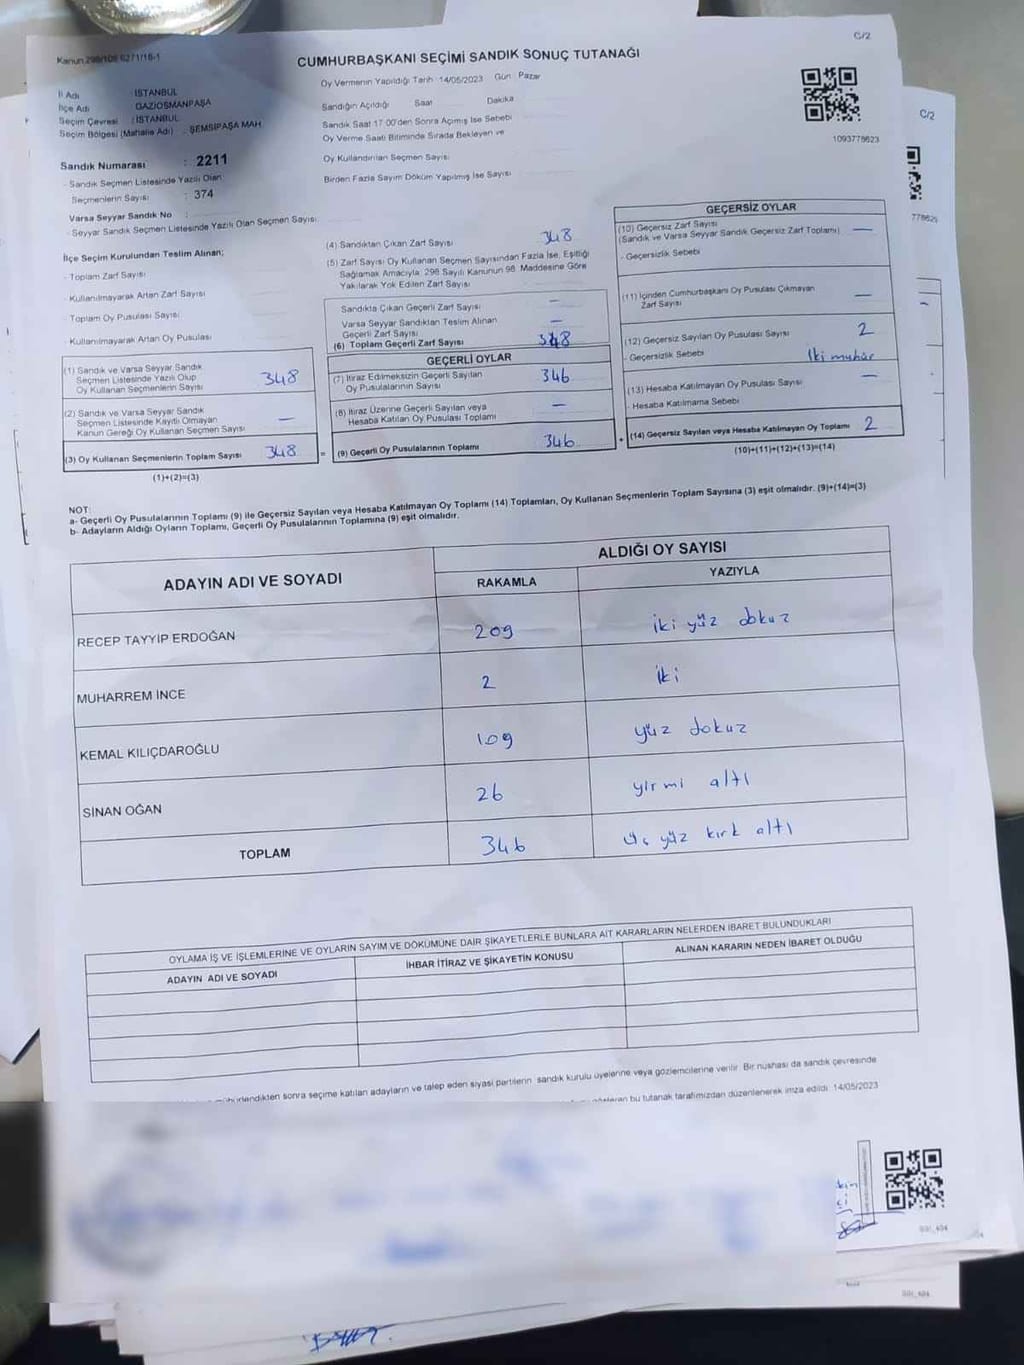 C/2
Kanun 298/108 6271/18-1
CUMHURBAŞKANI SEÇİMİ SANDIK SONUÇ TUTANAĞI
İl Adı : İSTANBUL
İlçe Adı GAZİOSMANPAŞA
Seçim Çevresi : İSTANBUL
Seçim Bölgesi (Mahalle Adı) : ŞEMSİPAŞA MAH.
Sandık Numarası : 2211
- Sandık Seçmen Listesinde Yazılı Olan
Seçmenlerin Sayısı : 374
Varsa Seyyar Sandık No :
- Seyyar Sandık Seçmen Listesinde Yazılı Olan Seçmen Sayısı:
Oy Vermenin Yapıldığı Tarih :14/05/2023 Gün : Pazar
Sandığın Açıldığı Saat Dakika
Sandık Saat 17:00'den Sonra Açımış İse Sebebi
Oy Verme Saati Bitiminde Sırada Bekleyen ve
Oy Kullandırılan Seçmen Sayısı
Birden Fazla Sayım Döküm Yapılmış İse Sayısı
1093778623
C/2
778625
İlçe Seçim Kurulundan Teslim Alınan;
- Toplam Zarf Sayısı
- Kullanılmayarak Artan Zarf Sayısı
- Toplam Oy Pusulası Sayısı
- Kullanılmayarak Artan Oy Pusulası
(1) Sandık ve Varsa Seyyar Sandık
Seçmen Listesinde Yazılı Olup
Oy Kullanan Seçmenlerin Sayısı 348
(2) Sandık ve Varsa Seyyar Sandık
Seçmen Listesinde Kayıtlı Olmayan
Kanun Gereği Oy Kullanan Seçmen Sayısı —
(3) Oy Kullanan Seçmenlerin Toplam Sayısı 348
(1)+(2)=(3)
(4) Sandıktan Çıkan Zarf Sayısı 348
(5) Zarf Sayısı Oy Kullanan Seçmen Sayısından Fazla İse, Eşitliği
Sağlamak Amacıyla; 298 Sayılı Kanunun 98. Maddesine Göre
Yakılarak Yok Edilen Zarf Sayısı
Sandıkta Çıkan Geçerli Zarf Sayısı —
Varsa Seyyar Sandıktan Teslim Alınan
Geçerli Zarf Sayısı —
(6) Toplam Geçerli Zarf Sayısı 348
GEÇERLİ OYLAR
(7) İtiraz Edilmeksizin Geçerli Sayılan
Oy Pusulalarının Sayısı 346
(8) İtiraz Üzerine Geçerli Sayılan veya
Hesaba Katılan Oy Pusulası Toplamı —
= (9) Geçerli Oy Pusulalarının Toplamı 346 +
GEÇERSİZ OYLAR
(10) Geçersiz Zarf Sayısı
(Sandık ve Varsa Seyyar Sandık Geçersiz Zarf Toplamı) —
- Geçersizlik Sebebi
(11) İçinden Cumhurbaşkanı Oy Pusulası Çıkmayan
Zarf Sayısı —
(12) Geçersiz Sayılan Oy Pusulası Sayısı 2
- Geçersizlik Sebebi İki mühür
(13) Hesaba Katılmayan Oy Pusulası Sayısı —
- Hesaba Katılmama Sebebi
(14) Geçersiz Sayılan veya Hesaba Katılmayan Oy Toplamı 2
(10)+(11)+(12)+(13)=(14)
NOT:
a- Geçerli Oy Pusulalarının Toplamı (9) ile Geçersiz Sayılan veya Hesaba Katılmayan Oy Toplamı (14) Toplamları, Oy Kullanan Seçmenlerin Toplam Sayısına (3) eşit olmalıdır. (9)+(14)=(3)
b- Adayların Aldığı Oyların Toplamı, Geçerli Oy Pusulalarının Toplamına (9) eşit olmalıdır.
ADAYIN ADI VE SOYADI ALDIĞI OY SAYISI
RAKAMLA YAZIYLA
RECEP TAYYİP ERDOĞAN 209 iki yüz dokuz
MUHARREM İNCE 2 iki
KEMAL KILIÇDAROĞLU 109 yüz dokuz
SİNAN OĞAN 26 yirmi altı
TOPLAM 346 üç yüz kırk altı
OYLAMA İŞ VE İŞLEMLERİNE VE OYLARIN SAYIM VE DÖKÜMÜNE DAİR ŞİKAYETLERLE BUNLARA AİT KARARLARIN NELERDEN İBARET BULUNDUKLARI
ADAYIN ADI VE SOYADI İHBAR İTİRAZ VE ŞİKAYETİN KONUSU ALINAN KARARIN NEDEN İBARET OLDUĞU
mühürlendikten sonra seçime katılan adayların ve talep eden siyasi partilerin sandık kurulu üyelerine veya gözlemcilerine verilir. Bir nüshası da sandık çevresinde
gösteren bu tutanak tarafımızdan düzenlenerek imza edildi. 14/05/2023